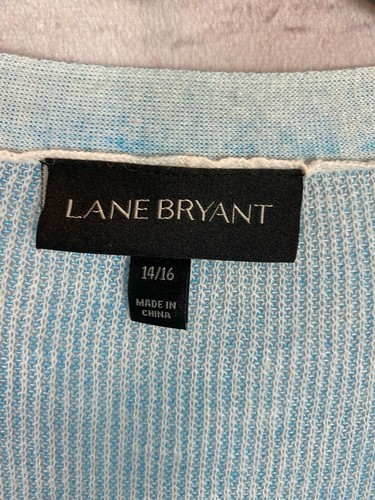 LANE BRYANT
14/16
MADE IN
CHINA